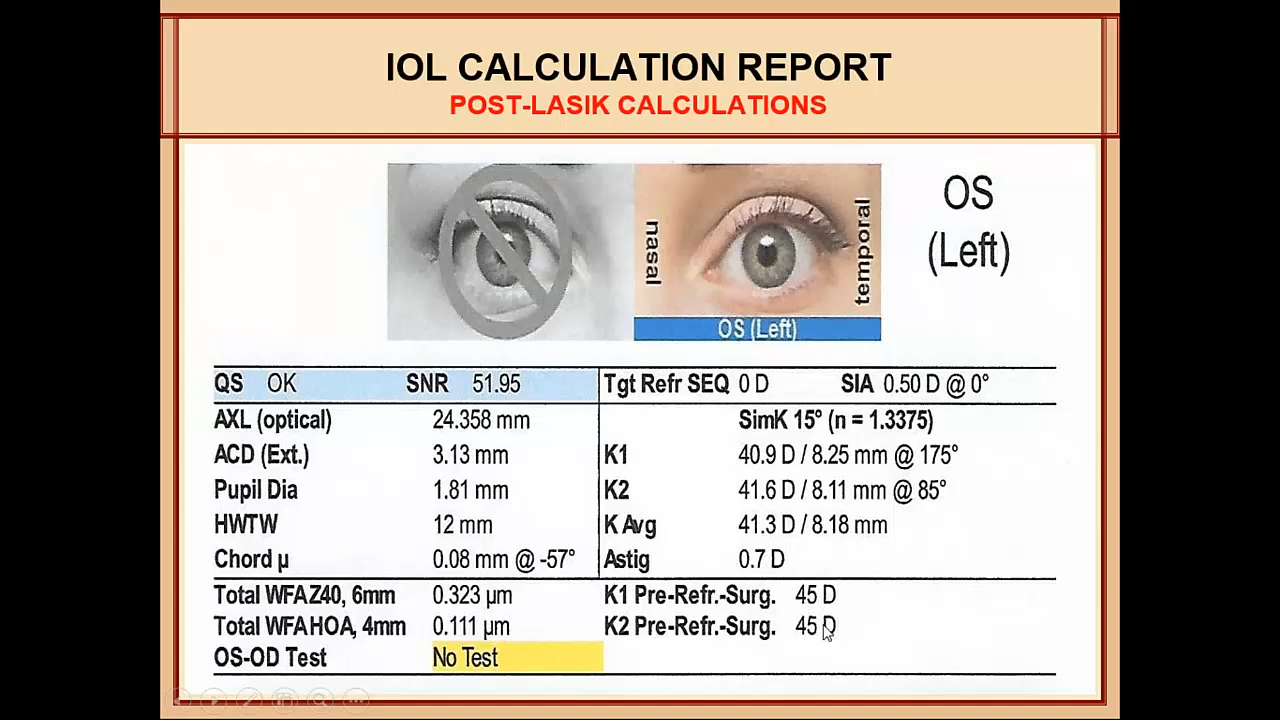 IOL CALCULATION REPORT
POST-LASIK CALCULATIONS
nasal
temporal
OS (Left)
OS
(Left)
QS OK SNR 51.95 Tgt Refr SEQ 0 D SIA 0.50 D @ 0°
AXL (optical) 24.358 mm SimK 15° (n = 1.3375)
ACD (Ext.) 3.13 mm K1 40.9 D / 8.25 mm @ 175°
Pupil Dia 1.81 mm K2 41.6 D / 8.11 mm @ 85°
HWTW 12 mm K Avg 41.3 D / 8.18 mm
Chord µ 0.08 mm @ -57° Astig 0.7 D
Total WFA Z40, 6mm 0.323 µm K1 Pre-Refr.-Surg. 45 D
Total WFA HOA, 4mm 0.111 µm K2 Pre-Refr.-Surg. 45 D
OS-OD Test No Test